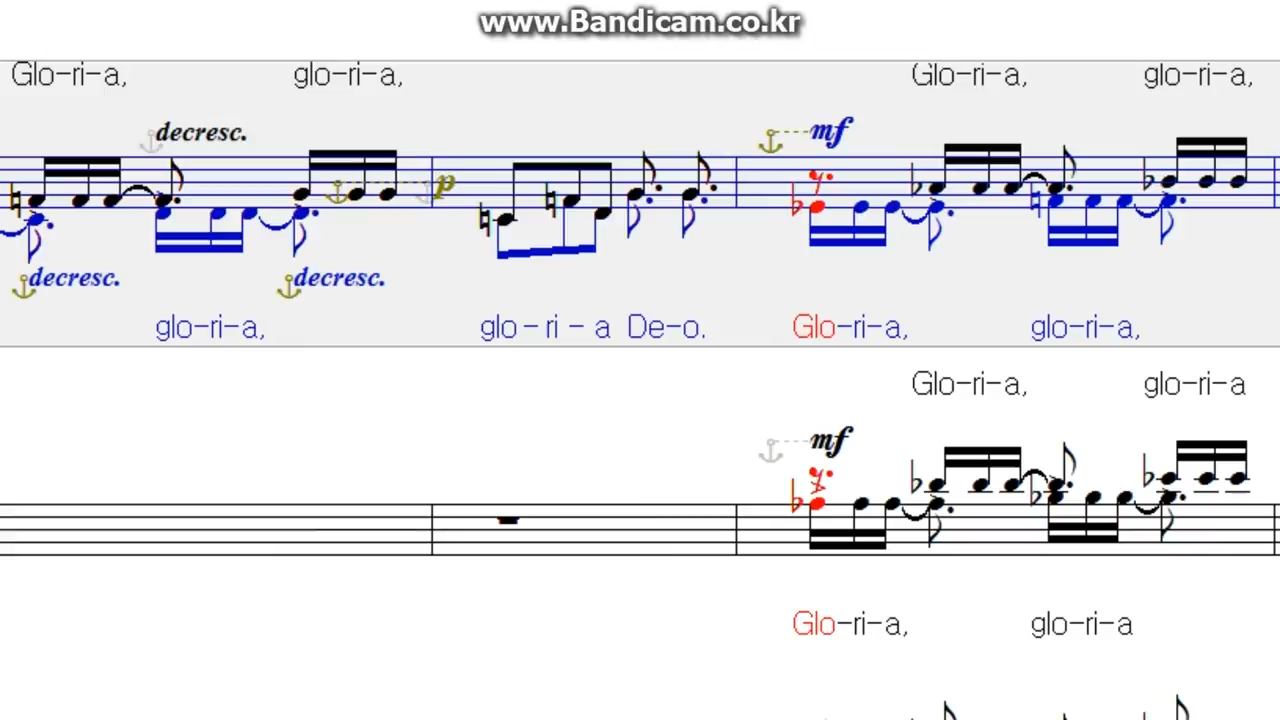 www.Bandicam.co.kr
Glo-ri-a, glo-ri-a, Glo-ri-a, glo-ri-a,
decresc. mf
p
decresc. decresc.
glo-ri-a, glo-ri-a De-o. Glo-ri-a, glo-ri-a,
Glo-ri-a, glo-ri-a
mf
Glo-ri-a, glo-ri-a